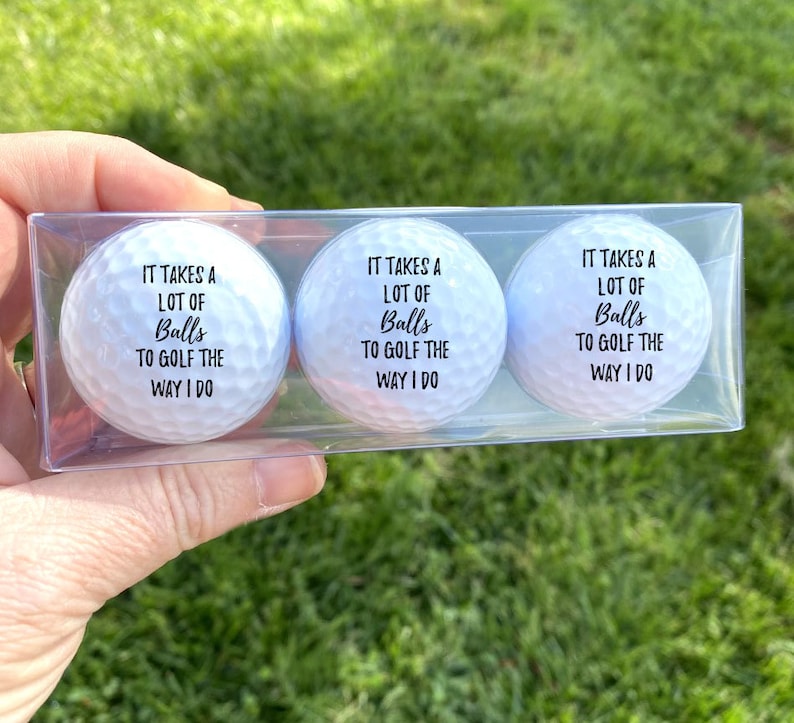 IT TAKES A
LOT OF
Balls
TO GOLF THE
WAY I DO
IT TAKES A
LOT OF
Balls
TO GOLF THE
WAY I DO
IT TAKES A
LOT OF
Balls
TO GOLF THE
WAY I DO